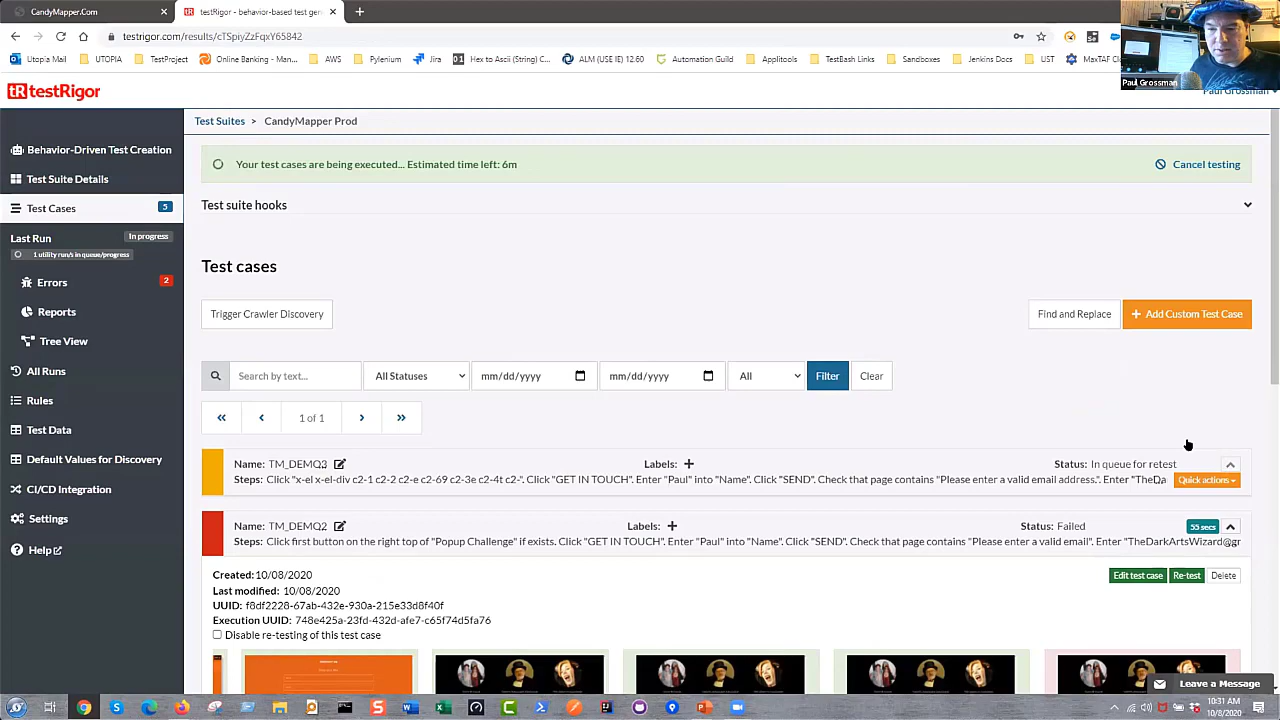 CandyMapper.Com
testRigor - behavior-based test ge
testrigor.com/results/cTSpiyZzFqxY65842
Utopia Mail
UTOPIA
TestProject
Online Banking - Man...
AWS
Pylenium
Jira
Hex to Ascii (String) C...
ALM (USE IE) 12.60
Automation Guild
Applitools
TestBash Links
Sandboxes
Jenkins Docs
UST
MaxTAF C
Paul Grossman
tR testRigor
Paul Grossman
Test Suites > CandyMapper Prod
Behavior-Driven Test Creation
Your test cases are being executed... Estimated time left: 6m
Cancel testing
Test Suite Details
Test Cases 5
Test suite hooks
Last Run In progress
1 utility run/s in queue/progress
Test cases
Errors 2
Reports
Trigger Crawler Discovery
Find and Replace
+ Add Custom Test Case
Tree View
All Runs
Search by text...
All Statuses
mm/dd/yyyy
mm/dd/yyyy
All
Filter
Clear
Rules
« ‹ 1 of 1 › »
Test Data
Default Values for Discovery
Name: TM_DEMO3
Labels: +
Status: In queue for retest
Steps: Click "x-el x-el-div c2-1 c2-2 c2-e c2-69 c2-3e c2-4t c2-". Click "GET IN TOUCH". Enter "Paul" into "Name". Click "SEND". Check that page contains "Please enter a valid email address.". Enter "TheDa
Quick actions
CI/CD Integration
Settings
Name: TM_DEMO2
Labels: +
Status: Failed
55 secs
Steps: Click first button on the right top of "Popup Challenge" if exists. Click "GET IN TOUCH". Enter "Paul" into "Name". Click "SEND". Check that page contains "Please enter a valid email". Enter "TheDarkArtsWizard@gr
Help
Created:10/08/2020
Edit test case
Re-test
Delete
Last modified: 10/08/2020
UUID: f8df2228-67ab-432e-930a-215e33d8f40f
Execution UUID: 748e425a-23fd-432d-afe7-c65f74d5fa76
Disable re-testing of this test case
Leave a Message
10:31 AM
10/8/2020